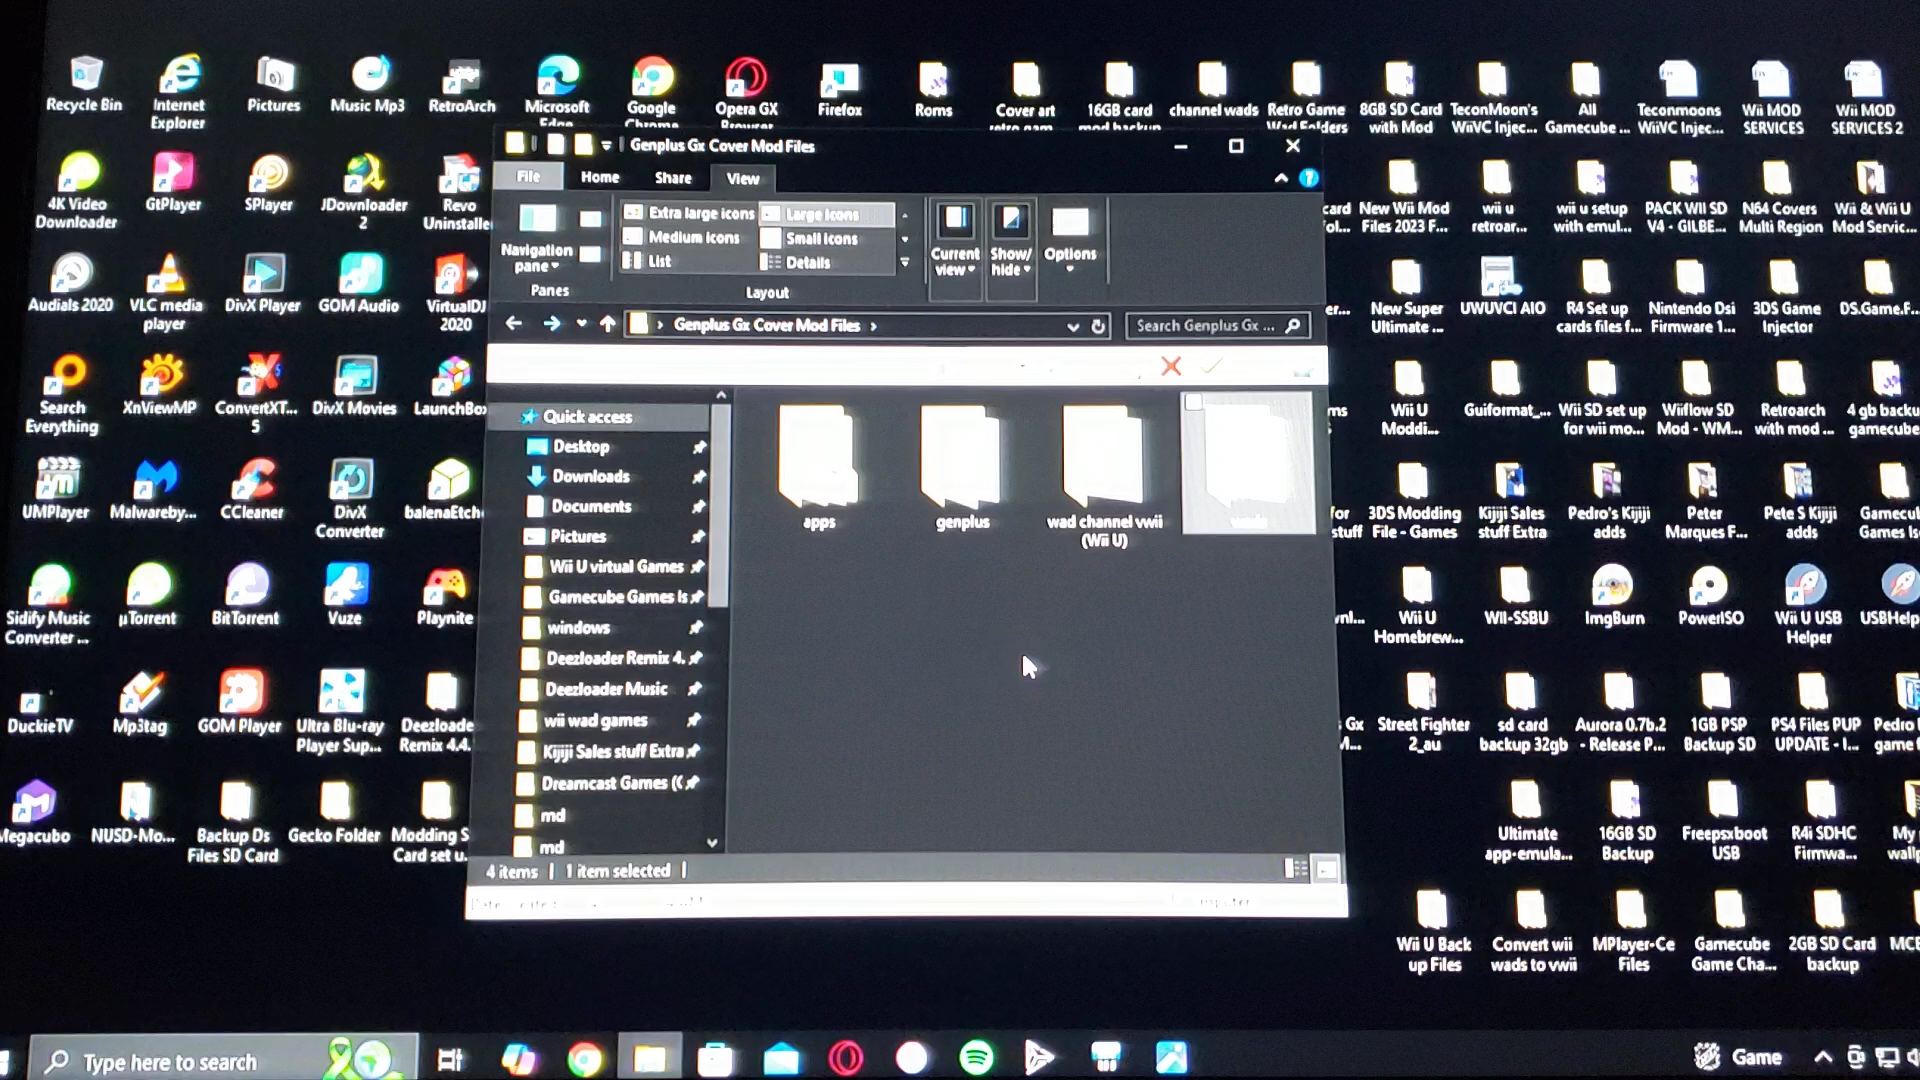 Recycle Bin
Internet
Explorer
Pictures
Music Mp3
RetroArch
Microsoft
Edge
Google
Chrome
Opera GX
Browser
Firefox
Roms
Cover art
retro gam
16GB card
mod backup
channel wads
Retro Game
Wad Folders
8GB SD Card
with Mod
TeconMoon's
WiiVC Injec...
All
Gamecube ...
Teconmoons
WiiVC Injec...
Wii MOD
SERVICES
Wii MOD
SERVICES 2
4K Video
Downloader
GtPlayer
SPlayer
JDownloader
2
Revo
Uninstalle
card
fol...
New Wii Mod
Files 2023 F...
wii u
retroar...
wii u setup
with emul...
PACK WII SD
V4 - GILBE...
N64 Covers
Multi Region
Wii & Wii U
Mod Servic...
Audials 2020
VLC media
player
DivX Player
GOM Audio
VirtualDJ
2020
er...
New Super
Ultimate ...
UWUVCI AIO
R4 Set up
cards files f...
Nintendo Dsi
Firmware 1...
3DS Game
Injector
DS.Game.F...
Search
Everything
XnViewMP
ConvertXT...
5
DivX Movies
LaunchBox
ms
Wii U
Moddi...
Guiformat_...
Wii SD set up
for wii mo...
Wiiflow SD
Mod - WM...
Retroarch
with mod ...
4 gb backu
gamecube
UMPlayer
Malwareby...
CCleaner
DivX
Converter
balenaEtch
for
stuff
3DS Modding
File - Games
Kijiji Sales
stuff Extra
Pedro's Kijiji
adds
Peter
Marques F...
Pete S Kijiji
adds
Gamecu
Games Is
Sidify Music
Converter ...
µTorrent
BitTorrent
Vuze
Playnite
wnl...
Wii U
Homebrew...
WII-SSBU
ImgBurn
PowerISO
Wii U USB
Helper
USBHelp
DuckieTV
Mp3tag
GOM Player
Ultra Blu-ray
Player Sup...
Deezloade
Remix 4.4.
Gx
M...
Street Fighter
2_au
sd card
backup 32gb
Aurora 0.7b.2
- Release P...
1GB PSP
Backup SD
PS4 Files PUP
UPDATE - I...
Pedro
game f
Megacubo
NUSD-Mo...
Backup Ds
Files SD Card
Gecko Folder
Modding S
Card set u.
Ultimate
app-emula...
16GB SD
Backup
Freepsxboot
USB
R4i SDHC
Firmwa...
My
wallp
Wii U Back
up Files
Convert wii
wads to vwii
MPlayer-Ce
Files
Gamecube
Game Cha...
2GB SD Card
backup
MCE
Genplus Gx Cover Mod Files
File
Home
Share
View
Navigation
pane
Extra large icons
Large icons
Medium icons
Small icons
List
Details
Current
view
Show/
hide
Options
Panes
Layout
Genplus Gx Cover Mod Files
Search Genplus Gx ...
Quick access
Desktop
Downloads
Documents
Pictures
Wii U virtual Games
Gamecube Games Is
windows
Deezloader Remix 4.
Deezloader Music
wii wad games
Kijiji Sales stuff Extra
Dreamcast Games (C
md
md
apps
genplus
wad channel vwii
(Wii U)
4 items
1 item selected
Type here to search
Game